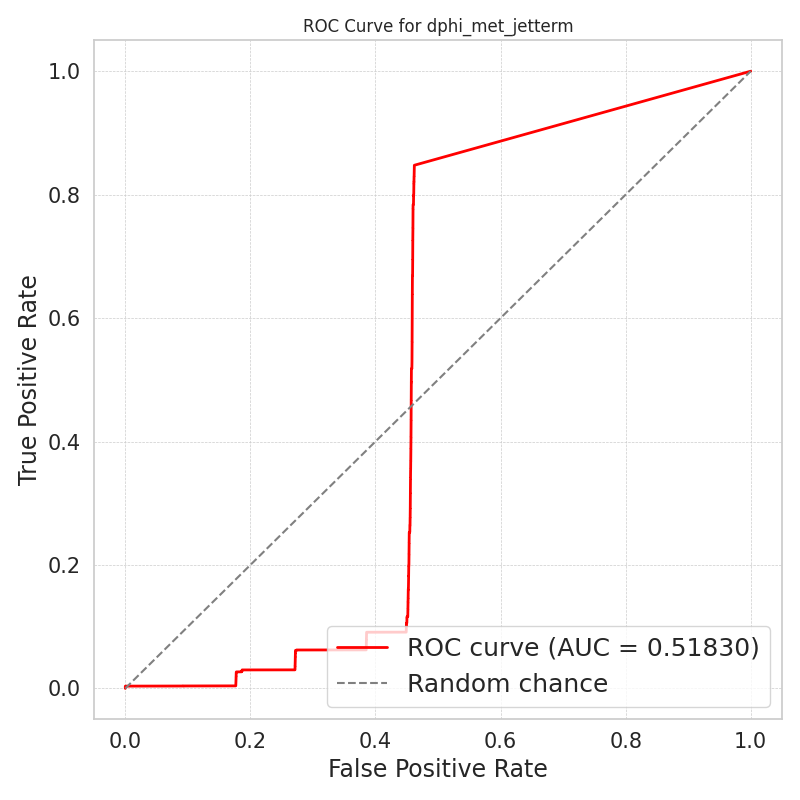 ROC Curve for dphi_met_jetterm
1.0
0.8
0.6
0.4
0.2
0.0
True Positive Rate
ROC curve (AUC = 0.51830)
Random chance
0.0 0.2 0.4 0.6 0.8 1.0
False Positive Rate